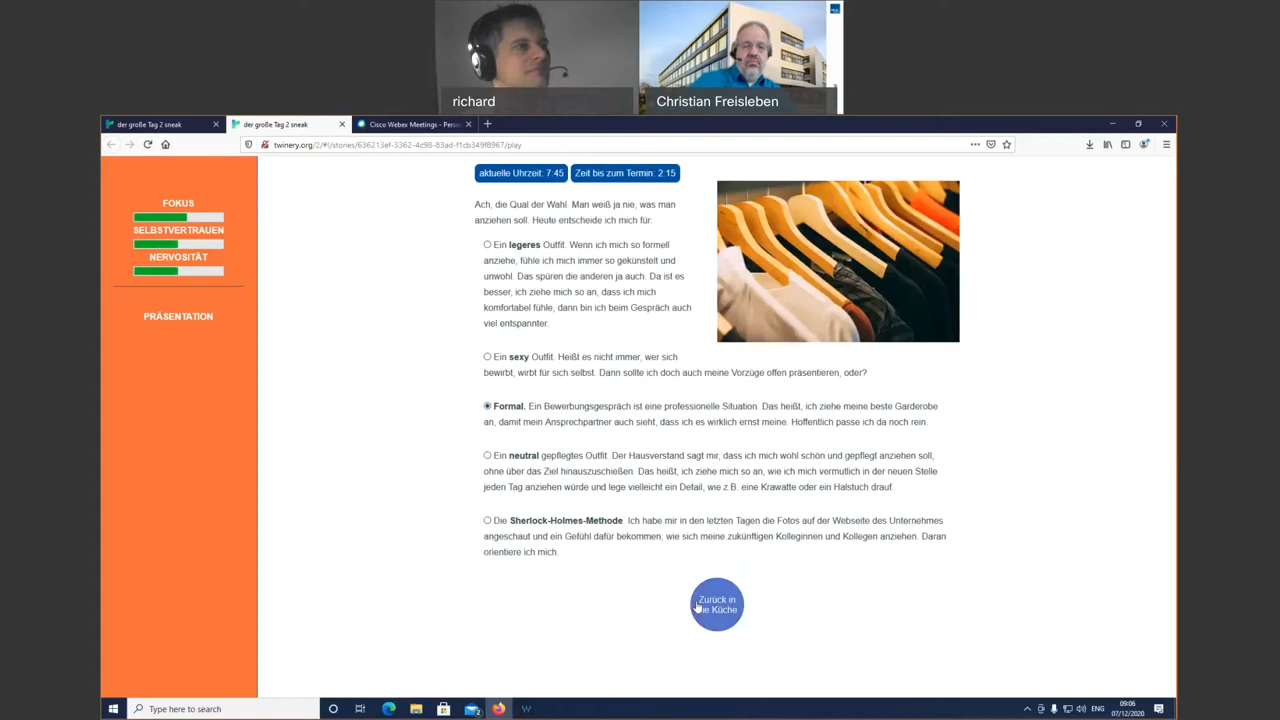 richard
Christian Freisleben
der große Tag 2 sneak
der große Tag 2 sneak
Cisco Webex Meetings - Perso
twinery.org/2/#!/stories/636213ef-3362-4c98-83ad-f1cb349f8967/play
FOKUS
SELBSTVERTRAUEN
NERVOSITÄT
PRÄSENTATION
aktuelle Uhrzeit: 7:45 Zeit bis zum Termin: 2:15
Ach, die Qual der Wahl. Man weiß ja nie, was man
anziehen soll. Heute entscheide ich mich für:
Ein legeres Outfit. Wenn ich mich so formell
anziehe, fühle ich mich immer so gekünstelt und
unwohl. Das spüren die anderen ja auch. Da ist es
besser, ich ziehe mich so an, dass ich mich
komfortabel fühle, dann bin ich beim Gespräch auch
viel entspannter.
Ein sexy Outfit. Heißt es nicht immer, wer sich
bewirbt, wirbt für sich selbst. Dann sollte ich doch auch meine Vorzüge offen präsentieren, oder?
Formal. Ein Bewerbungsgespräch ist eine professionelle Situation. Das heißt, ich ziehe meine beste Garderobe
an, damit mein Ansprechpartner auch sieht, dass ich es wirklich ernst meine. Hoffentlich passe ich da noch rein.
Ein neutral gepflegtes Outfit. Der Hausverstand sagt mir, dass ich mich wohl schön und gepflegt anziehen soll,
ohne über das Ziel hinauszuschießen. Das heißt, ich ziehe mich so an, wie ich mich vermutlich in der neuen Stelle
jeden Tag anziehen würde und lege vielleicht ein Detail, wie z.B. eine Krawatte oder ein Halstuch drauf.
Die Sherlock-Holmes-Methode. Ich habe mir in den letzten Tagen die Fotos auf der Webseite des Unternehmens
angeschaut und ein Gefühl dafür bekommen, wie sich meine zukünftigen Kolleginnen und Kollegen anziehen. Daran
orientiere ich mich.
Zurück in
die Küche
Type here to search
ENG
09:06
07/12/2020